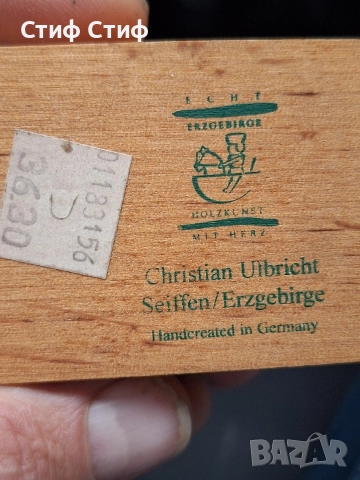 Стиф Стиф
ECHT
ERZGEBIRGE
HOLZKUNST
MIT HERZ
Christian Ulbricht
Seiffen/Erzgebirge
Handcreated in Germany
01183156
3630
BAZAR